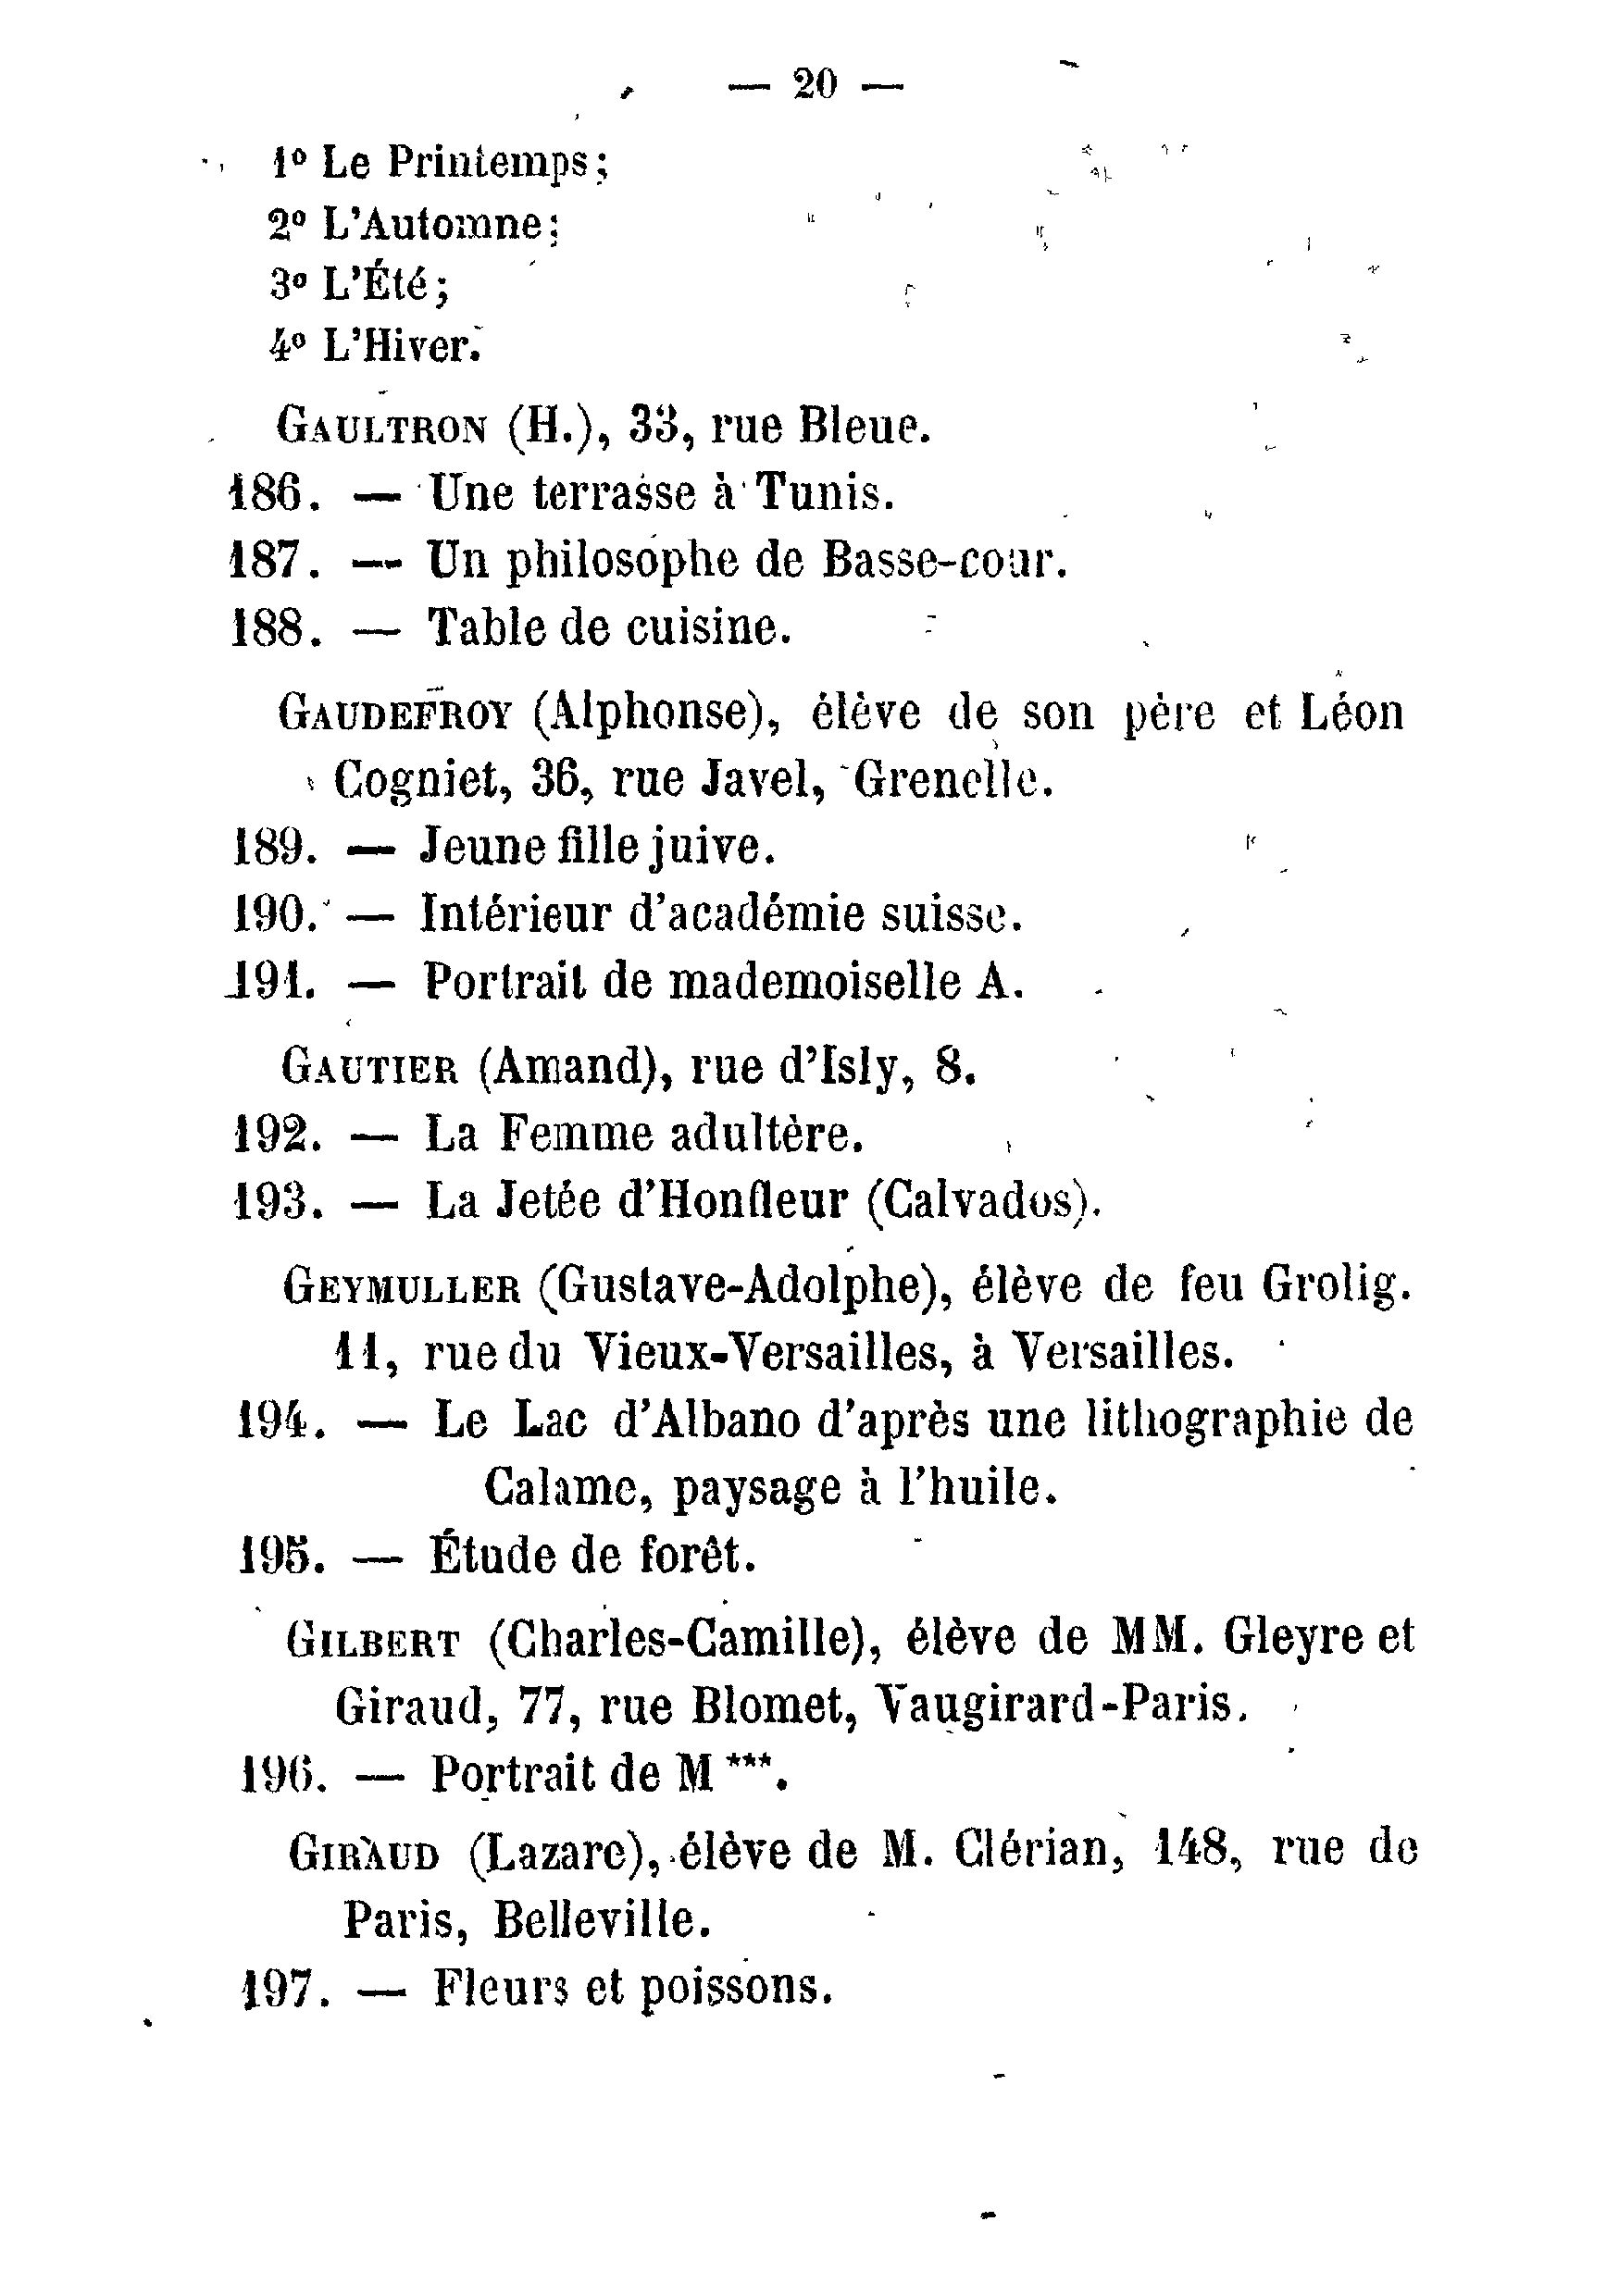 — 20 —
1º Le Printemps;
2º L'Automne;
3º L'Été;
4º L'Hiver.
GAULTRON (H.), 33, rue Bleue.
186. — Une terrasse à Tunis.
187. — Un philosophe de Basse-cour.
188. — Table de cuisine.
GAUDEFROY (Alphonse), élève de son père et Léon
Cogniet, 36, rue Javel, Grenelle.
189. — Jeune fille juive.
190. — Intérieur d'académie suisse.
191. — Portrait de mademoiselle A.
GAUTIER (Amand), rue d'Isly, 8.
192. — La Femme adultère.
193. — La Jetée d'Honfleur (Calvados).
GEYMULLER (Gustave-Adolphe), élève de feu Grolig.
11, rue du Vieux-Versailles, à Versailles.
194. — Le Lac d'Albano d'après une lithographie de
Calame, paysage à l'huile.
195. — Étude de forêt.
GILBERT (Charles-Camille), élève de MM. Gleyre et
Giraud, 77, rue Blomet, Vaugirard-Paris.
196. — Portrait de M ***.
GIRAUD (Lazare), élève de M. Clérian, 148, rue de
Paris, Belleville.
197. — Fleurs et poissons.